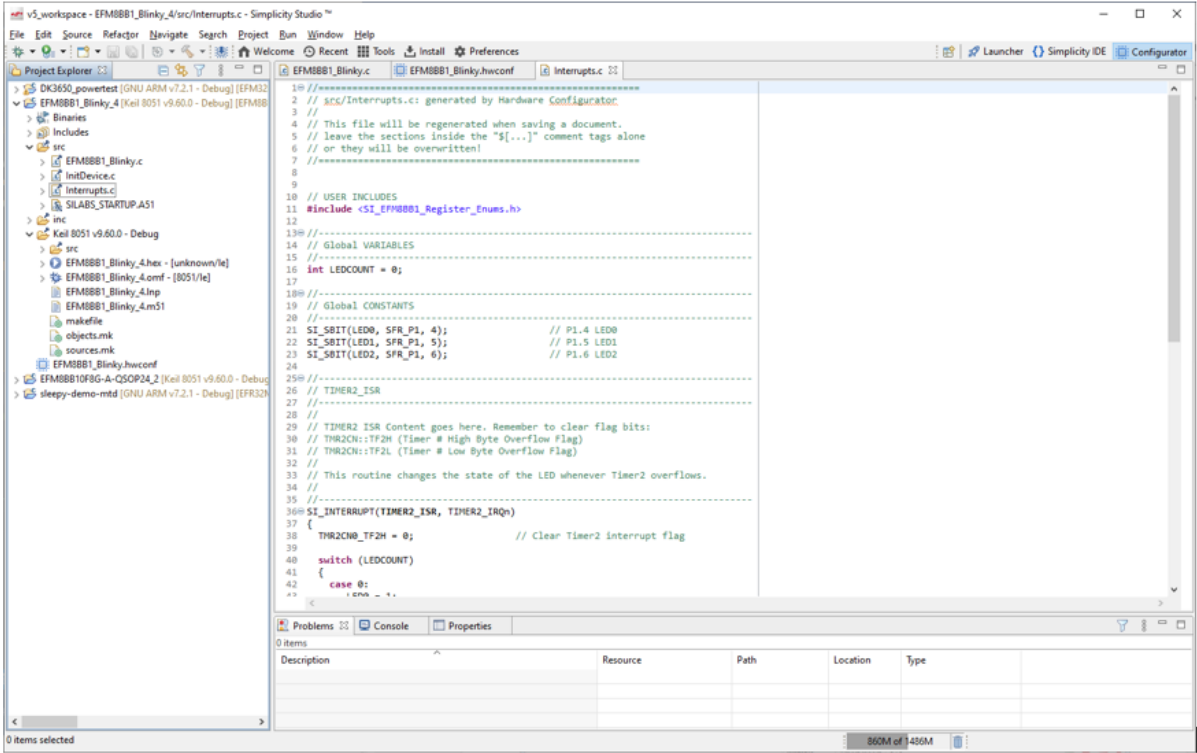 v5_workspace - EFM8BB1_Blinky_4/src/Interrupts.c - Simplicity Studio ™
File Edit Source Refactor Navigate Search Project Run Window Help
Welcome Recent Tools Install Preferences Launcher Simplicity IDE Configurator
Project Explorer
DK3650_powertest [GNU ARM v7.2.1 - Debug] [EFM32
EFM8BB1_Blinky_4 [Keil 8051 v9.60.0 - Debug] [EFM8B
Binaries
Includes
src
EFM8BB1_Blinky.c
InitDevice.c
Interrupts.c
SILABS_STARTUP.A51
inc
Keil 8051 v9.60.0 - Debug
src
EFM8BB1_Blinky_4.hex - [unknown/le]
EFM8BB1_Blinky_4.omf - [8051/le]
EFM8BB1_Blinky_4.lnp
EFM8BB1_Blinky_4.m51
makefile
objects.mk
sources.mk
EFM8BB1_Blinky.hwconf
EFM8BB10F8G-A-QSOP24_2 [Keil 8051 v9.60.0 - Debug
sleepy-demo-mtd [GNU ARM v7.2.1 - Debug] [EFR32M
EFM8BB1_Blinky.c EFM8BB1_Blinky.hwconf Interrupts.c
1 //=========================================================
2 // src/Interrupts.c: generated by Hardware Configurator
3 //
4 // This file will be regenerated when saving a document.
5 // leave the sections inside the "$[...]" comment tags alone
6 // or they will be overwritten!
7 //=========================================================
8
9
10 // USER INCLUDES
11 #include <SI_EFM8BB1_Register_Enums.h>
12
13 //-----------------------------------------------------------------------------
14 // Global VARIABLES
15 //-----------------------------------------------------------------------------
16 int LEDCOUNT = 0;
17
18 //-----------------------------------------------------------------------------
19 // Global CONSTANTS
20 //-----------------------------------------------------------------------------
21 SI_SBIT(LED0, SFR_P1, 4); // P1.4 LED0
22 SI_SBIT(LED1, SFR_P1, 5); // P1.5 LED1
23 SI_SBIT(LED2, SFR_P1, 6); // P1.6 LED2
24
25 //-----------------------------------------------------------------------------
26 // TIMER2_ISR
27 //-----------------------------------------------------------------------------
28 //
29 // TIMER2 ISR Content goes here. Remember to clear flag bits:
30 // TMR2CN::TF2H (Timer # High Byte Overflow Flag)
31 // TMR2CN::TF2L (Timer # Low Byte Overflow Flag)
32 //
33 // This routine changes the state of the LED whenever Timer2 overflows.
34 //
35 //-----------------------------------------------------------------------------
36 SI_INTERRUPT(TIMER2_ISR, TIMER2_IRQn)
37 {
38 TMR2CN0_TF2H = 0; // Clear Timer2 interrupt flag
39
40 switch (LEDCOUNT)
41 {
42 case 0:
43 LED0 = 1;
Problems Console Properties
0 items
Description Resource Path Location Type
0 items selected
860M of 1486M